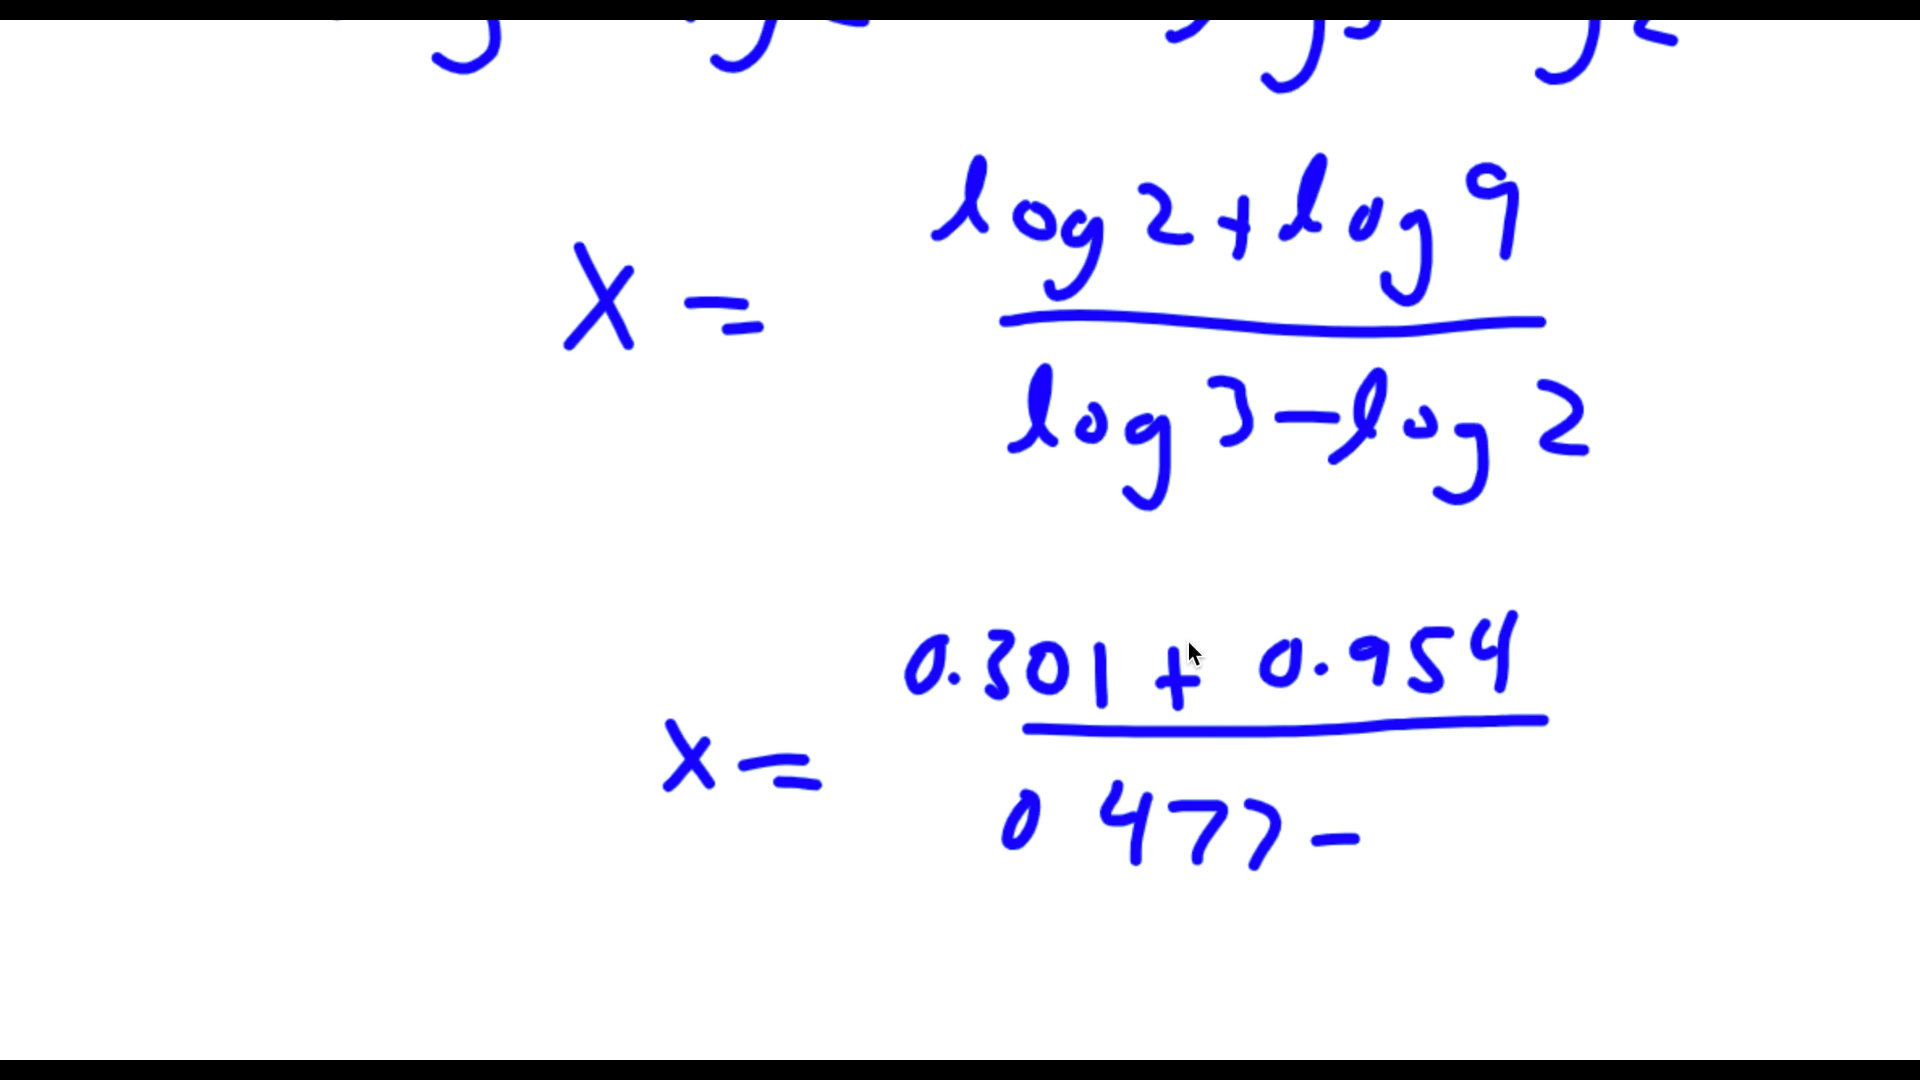 log 2 + log 9
X =
log 3 - log 2
0.301 + 0.954
x =
0 477 -